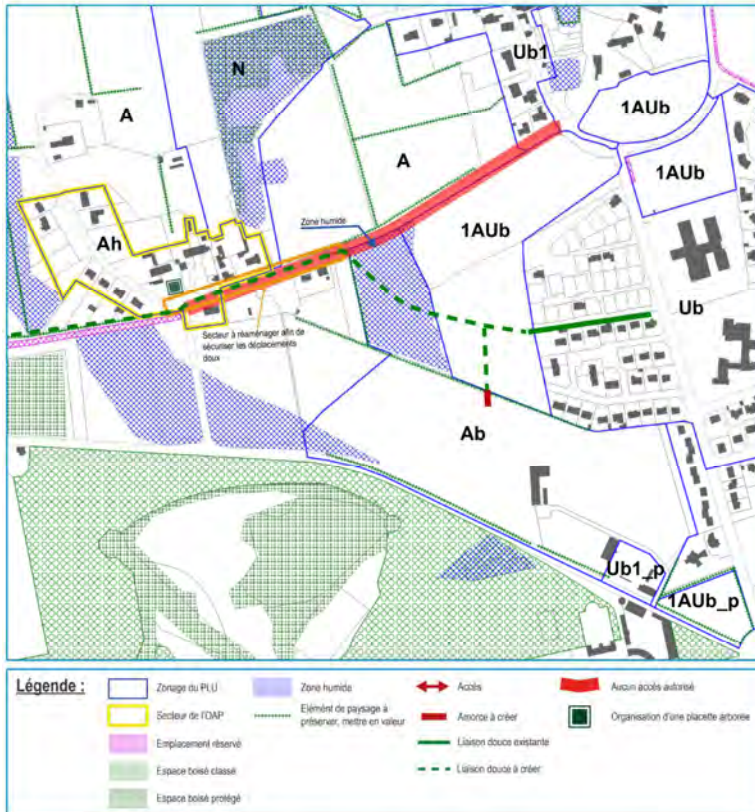 Ub1
N
1AUb
A
1AUb
A
Zone humide
Ah
1AUb
Ub
Secteur à réaménager afin de
sécuriser les déplacements
doux
Ab
Ub1_p
1AUb_p
Légende :
Zonage du PLU
Secteur de l'OAP
Emplacement réservé
Espace boisé classé
Espace boisé protégé
Zone humide
Elément de paysage à
préserver, mettre en valeur
Accès
Amorce à créer
Liaison douce existante
Liaison douce à créer
Aucun accès autorisé
Organisation d'une placette arborée